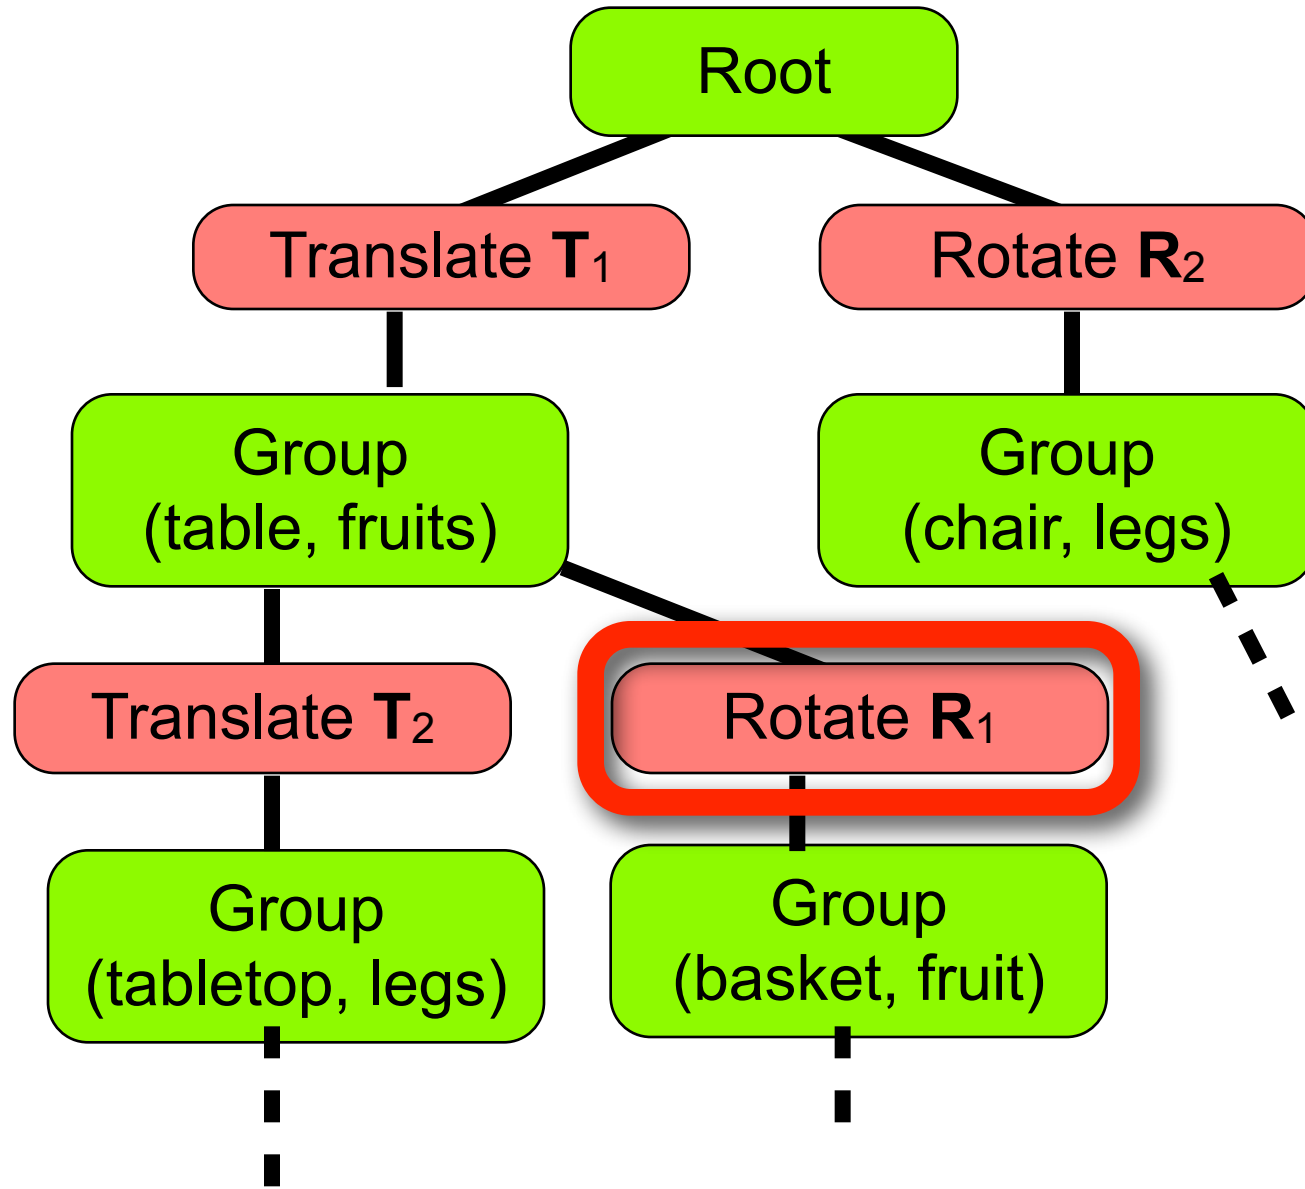 Root
Translate T1
Rotate R2
Group
(table, fruits)
Group
(chair, legs)
Translate T2
Rotate R1
Group
(tabletop, legs)
Group
(basket, fruit)